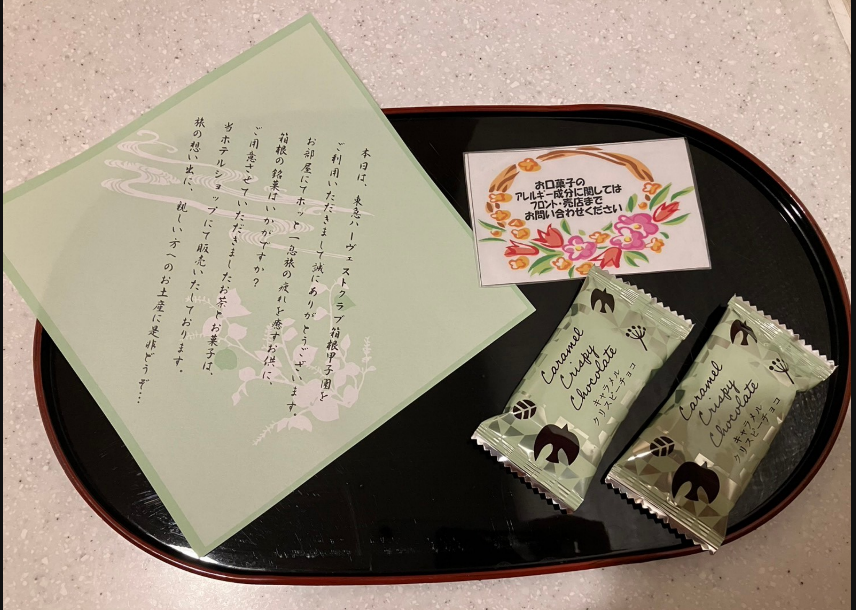 本日は、東急ハーヴェストクラブ箱根甲子園を
ご利用いただきまして誠にありがとうございます。
お部屋にてホッと一息旅の疲れを癒すお供に、
箱根の銘菓はいかがですか？
ご用意させていただきましたお茶とお菓子は、
当ホテルショップにて販売いたしております。
旅の想い出に、親しい方へのお土産に是非どうぞ…
お口菓子の
アレルギー成分に関しては
フロント・売店まで
お問い合わせください
Caramel
Crispy
Chocolate
キャラメル
クリスピーチョコ
Caramel
Crispy
Chocolate
キャラメル
クリスピーチョコ